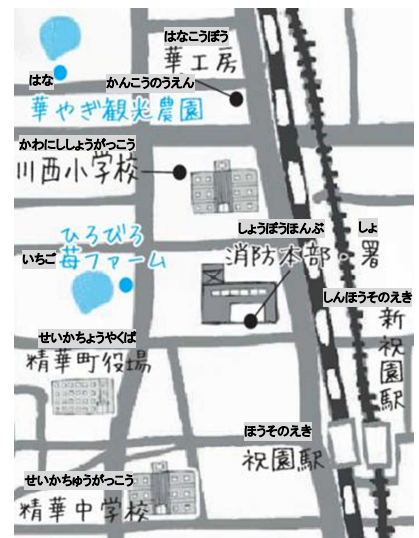 はなこうぼう
華工房
はな かんこうのうえん
華やぎ観光農園
かわにししょうがっこう
川西小学校
しょうぼうほんぶ しょ
消防本部・署
ひろびろ
いちご
苺ファーム
しんほうそのえき
新祝園駅
せいかちょうやくば
精華町役場
ほうそのえき
祝園駅
せいかちゅうがっこう
精華中学校